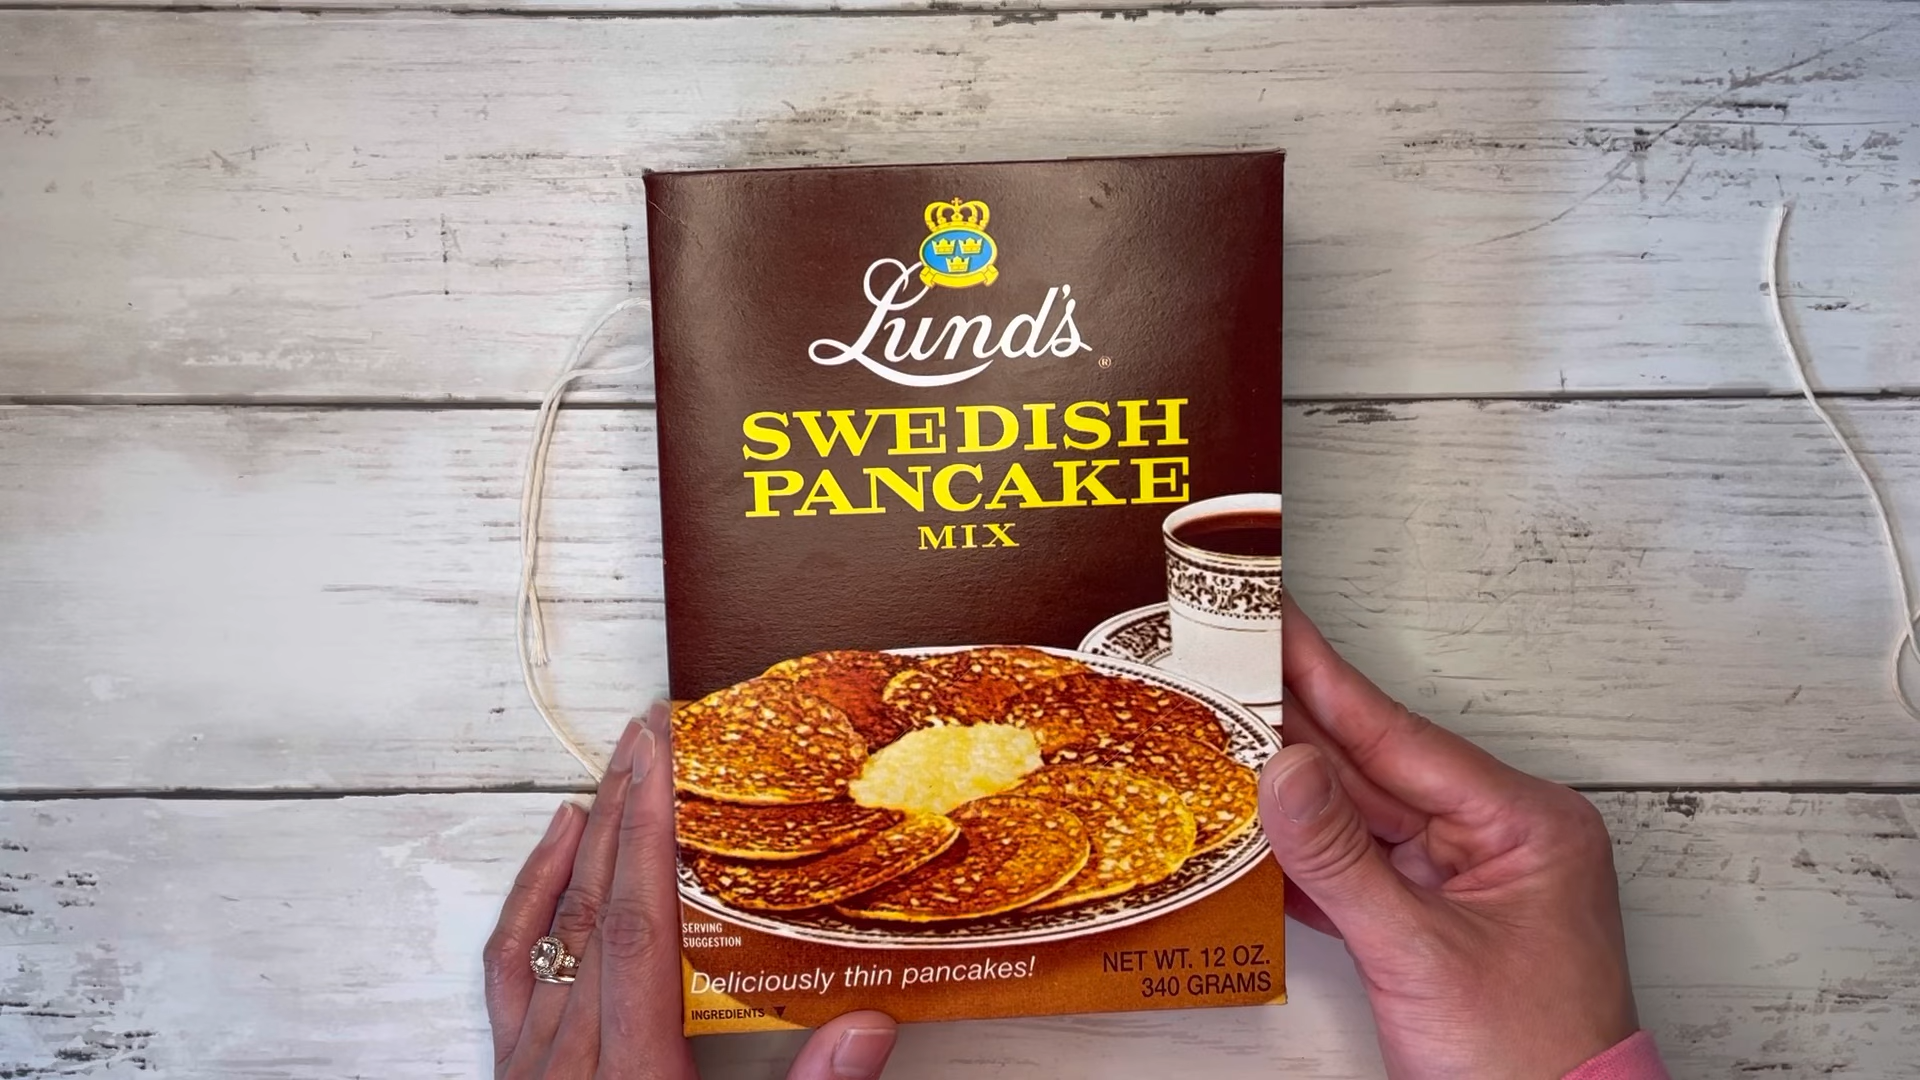 Lund's ®
SWEDISH
PANCAKE
MIX
SERVING
SUGGESTION
Deliciously thin pancakes!
NET WT. 12 OZ.
340 GRAMS
INGREDIENTS